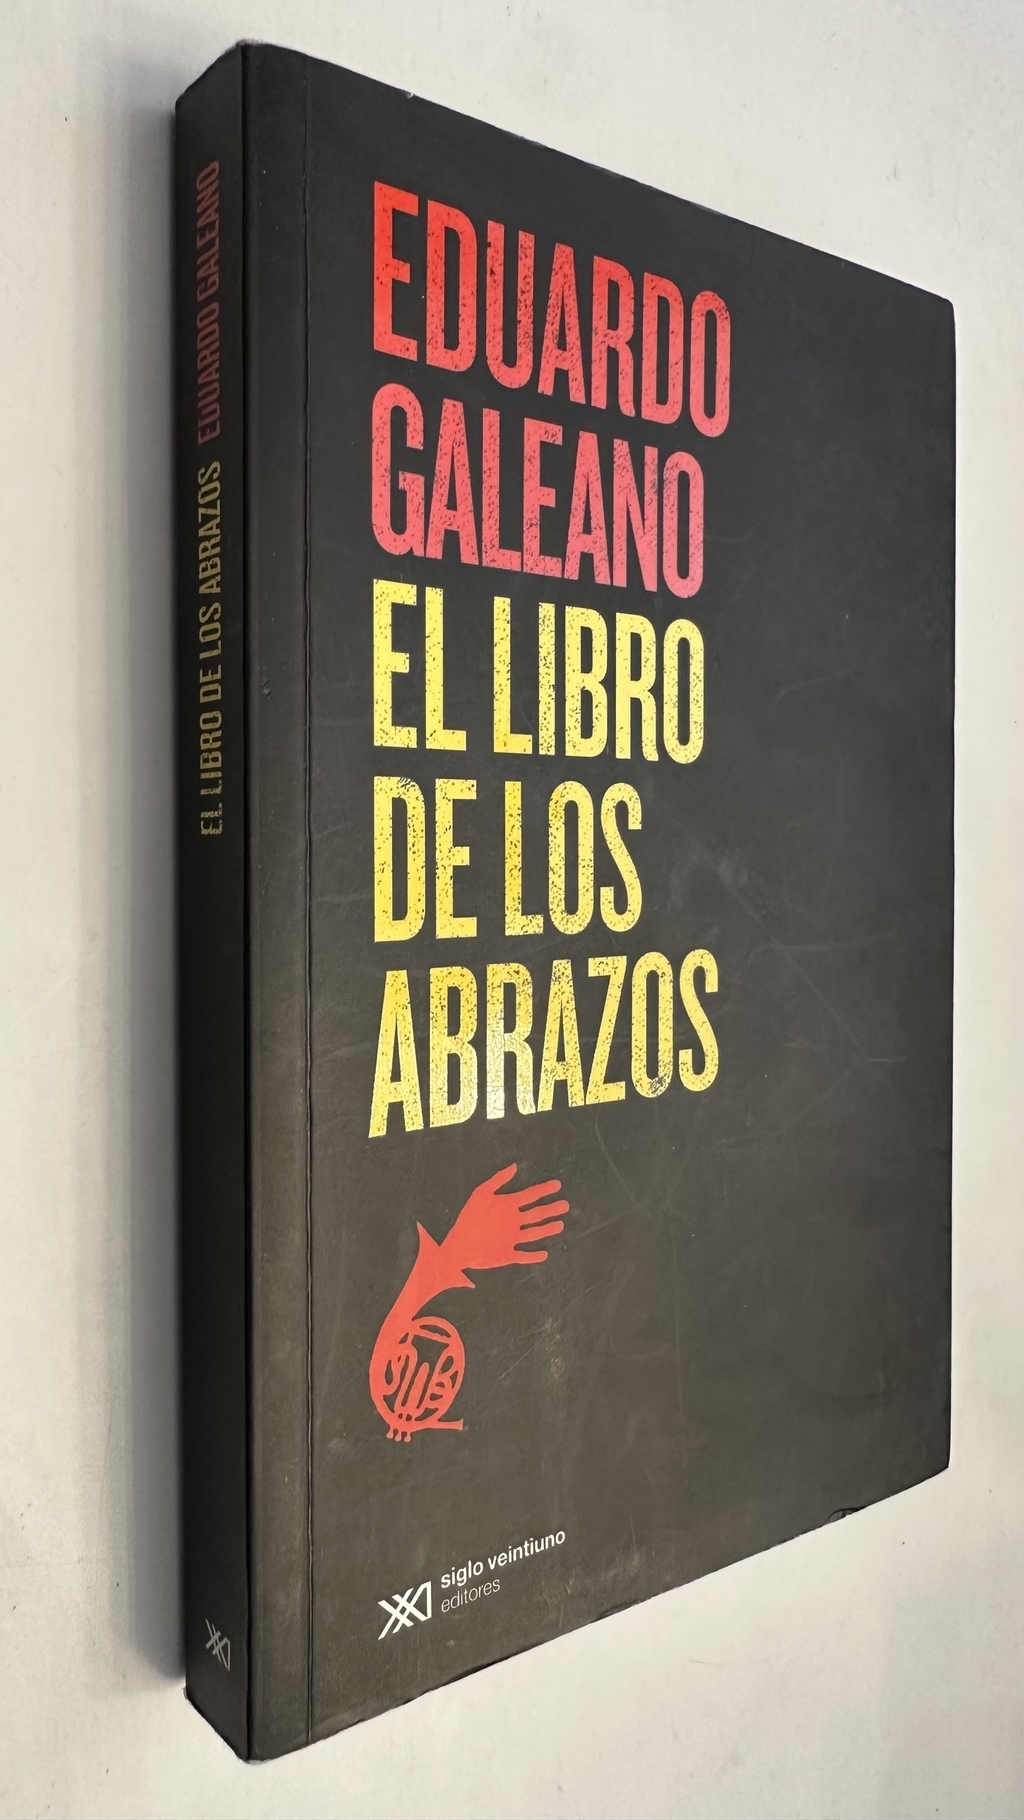 EDUARDO
GALEANO
EL LIBRO
DE LOS
ABRAZOS
siglo veintiuno
editores
EL LIBRO DE LOS ABRAZOS EDUARDO GALEANO